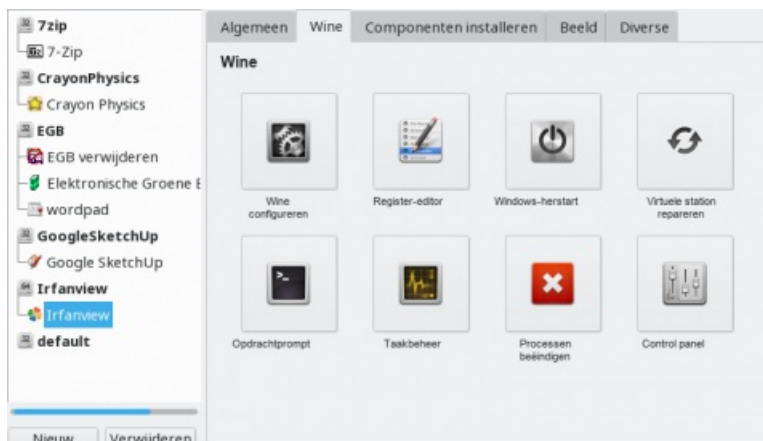 7zip
7-Zip
CrayonPhysics
Crayon Physics
EGB
EGB verwijderen
Elektronische Groene E
wordpad
GoogleSketchUp
Google SketchUp
Irfanview
Irfanview
default
Nieuw
Verwijderen
Algemeen
Wine
Componenten installeren
Beeld
Diverse
Wine
Wine
configureren
Register-editor
Windows-herstart
Virtuele station
repareren
Opdrachtprompt
Taakbeheer
Processen
beëindigen
Control panel